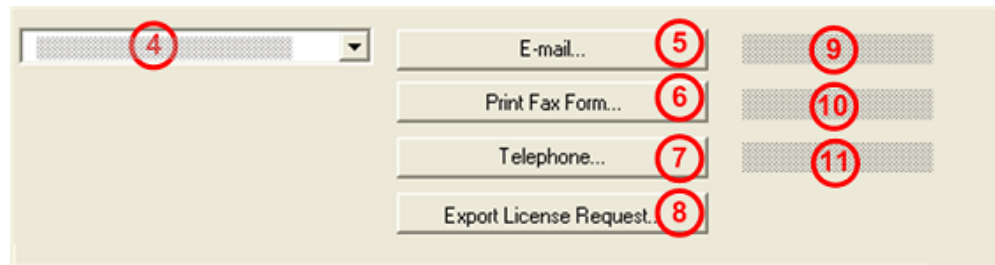 4 E-mail... 5 9
Print Fax Form... 6 10
Telephone... 7 11
Export License Request... 8